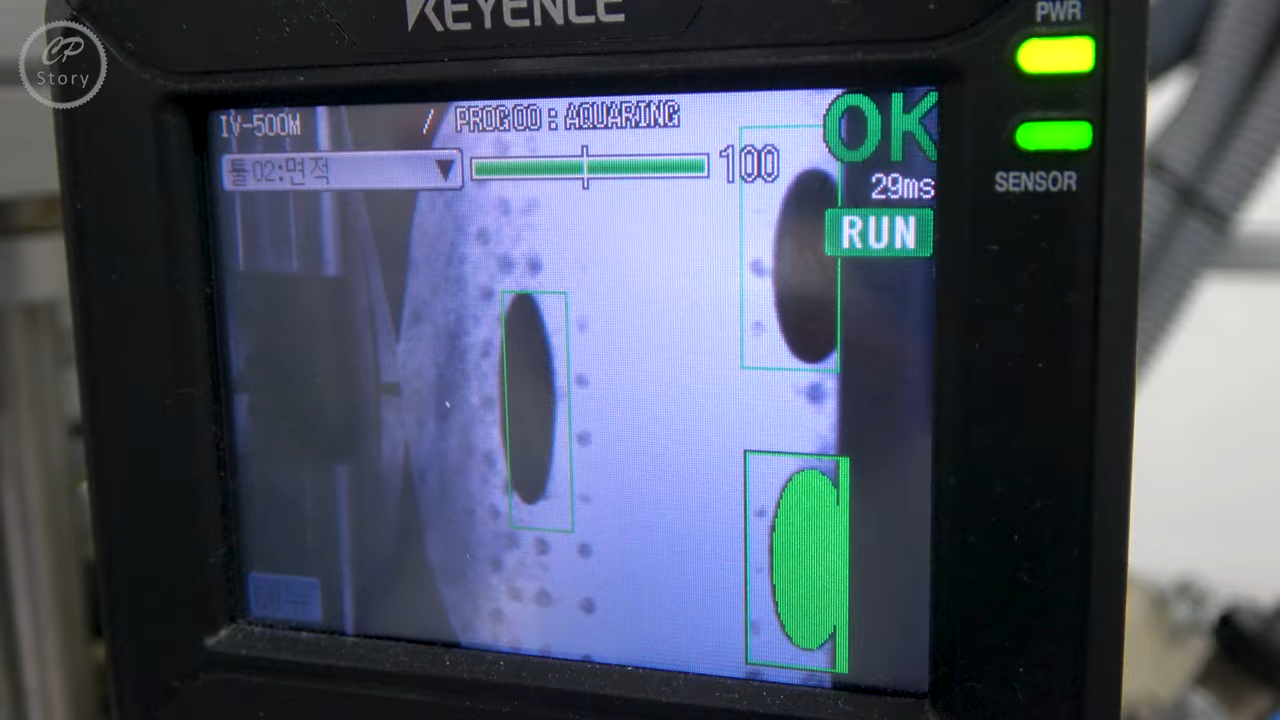 CP
Story
KEYENCE
PWR
IV-500M / PROG00 : AQUARING
OK
툴02:면적 100
29ms
SENSOR
RUN